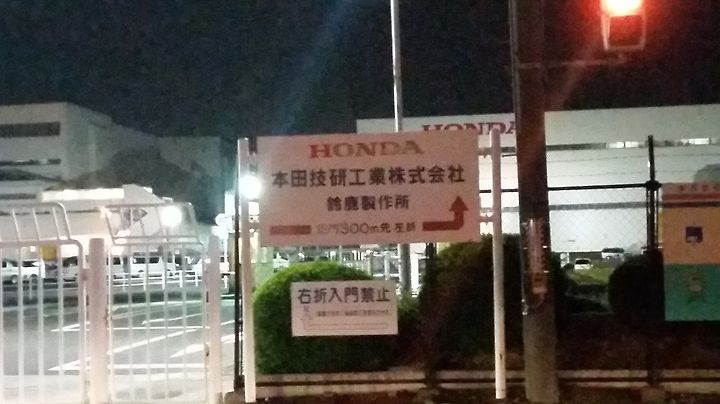 HONDA
HONDA
本田技研工業株式会社
鈴鹿製作所
正門300m先左折
右折入門禁止